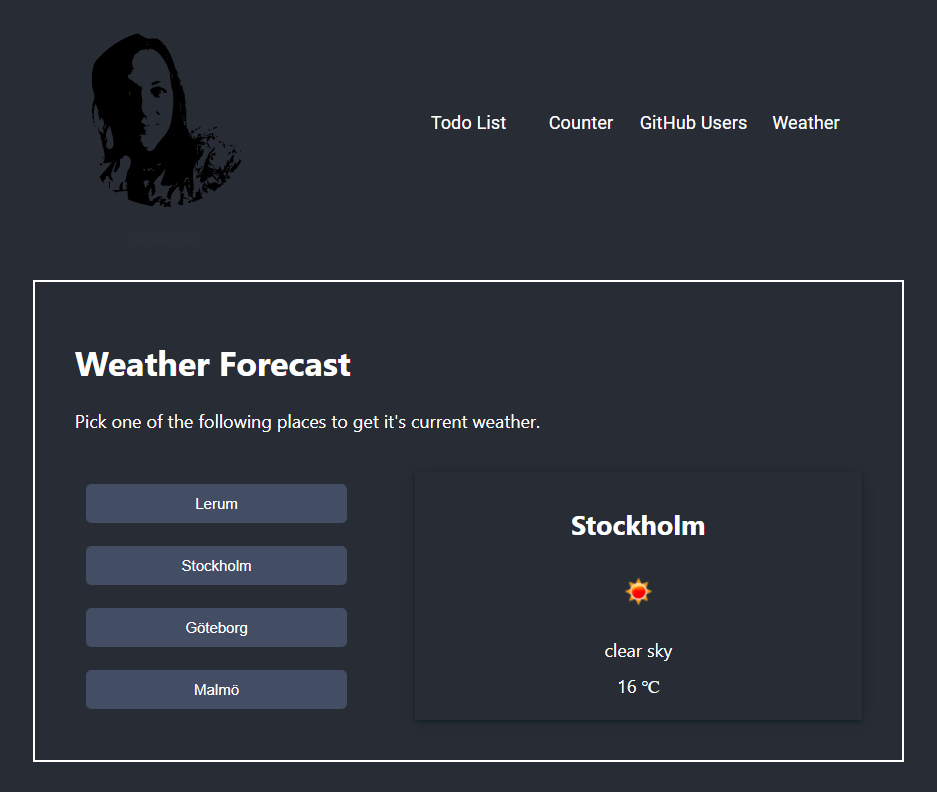 Todo List Counter GitHub Users Weather
Weather Forecast
Pick one of the following places to get it's current weather.
Lerum
Stockholm
Göteborg
Malmö
Stockholm
clear sky
16 ℃